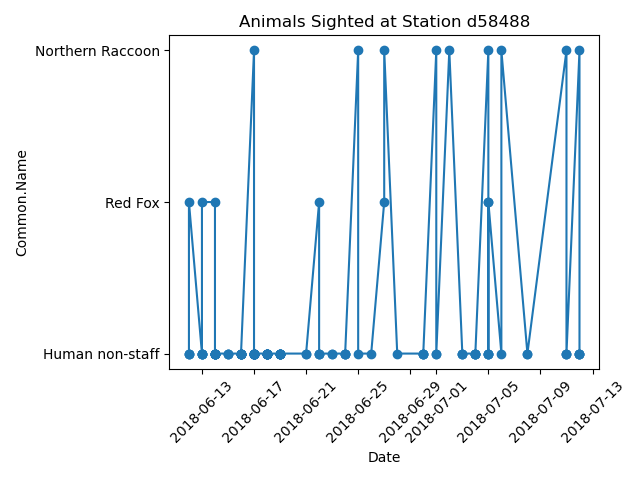 Animals Sighted at Station d58488
Northern Raccoon
Red Fox
Human non-staff
Common.Name
2018-06-13
2018-06-17
2018-06-21
2018-06-25
2018-06-29
2018-07-01
2018-07-05
2018-07-09
2018-07-13
Date